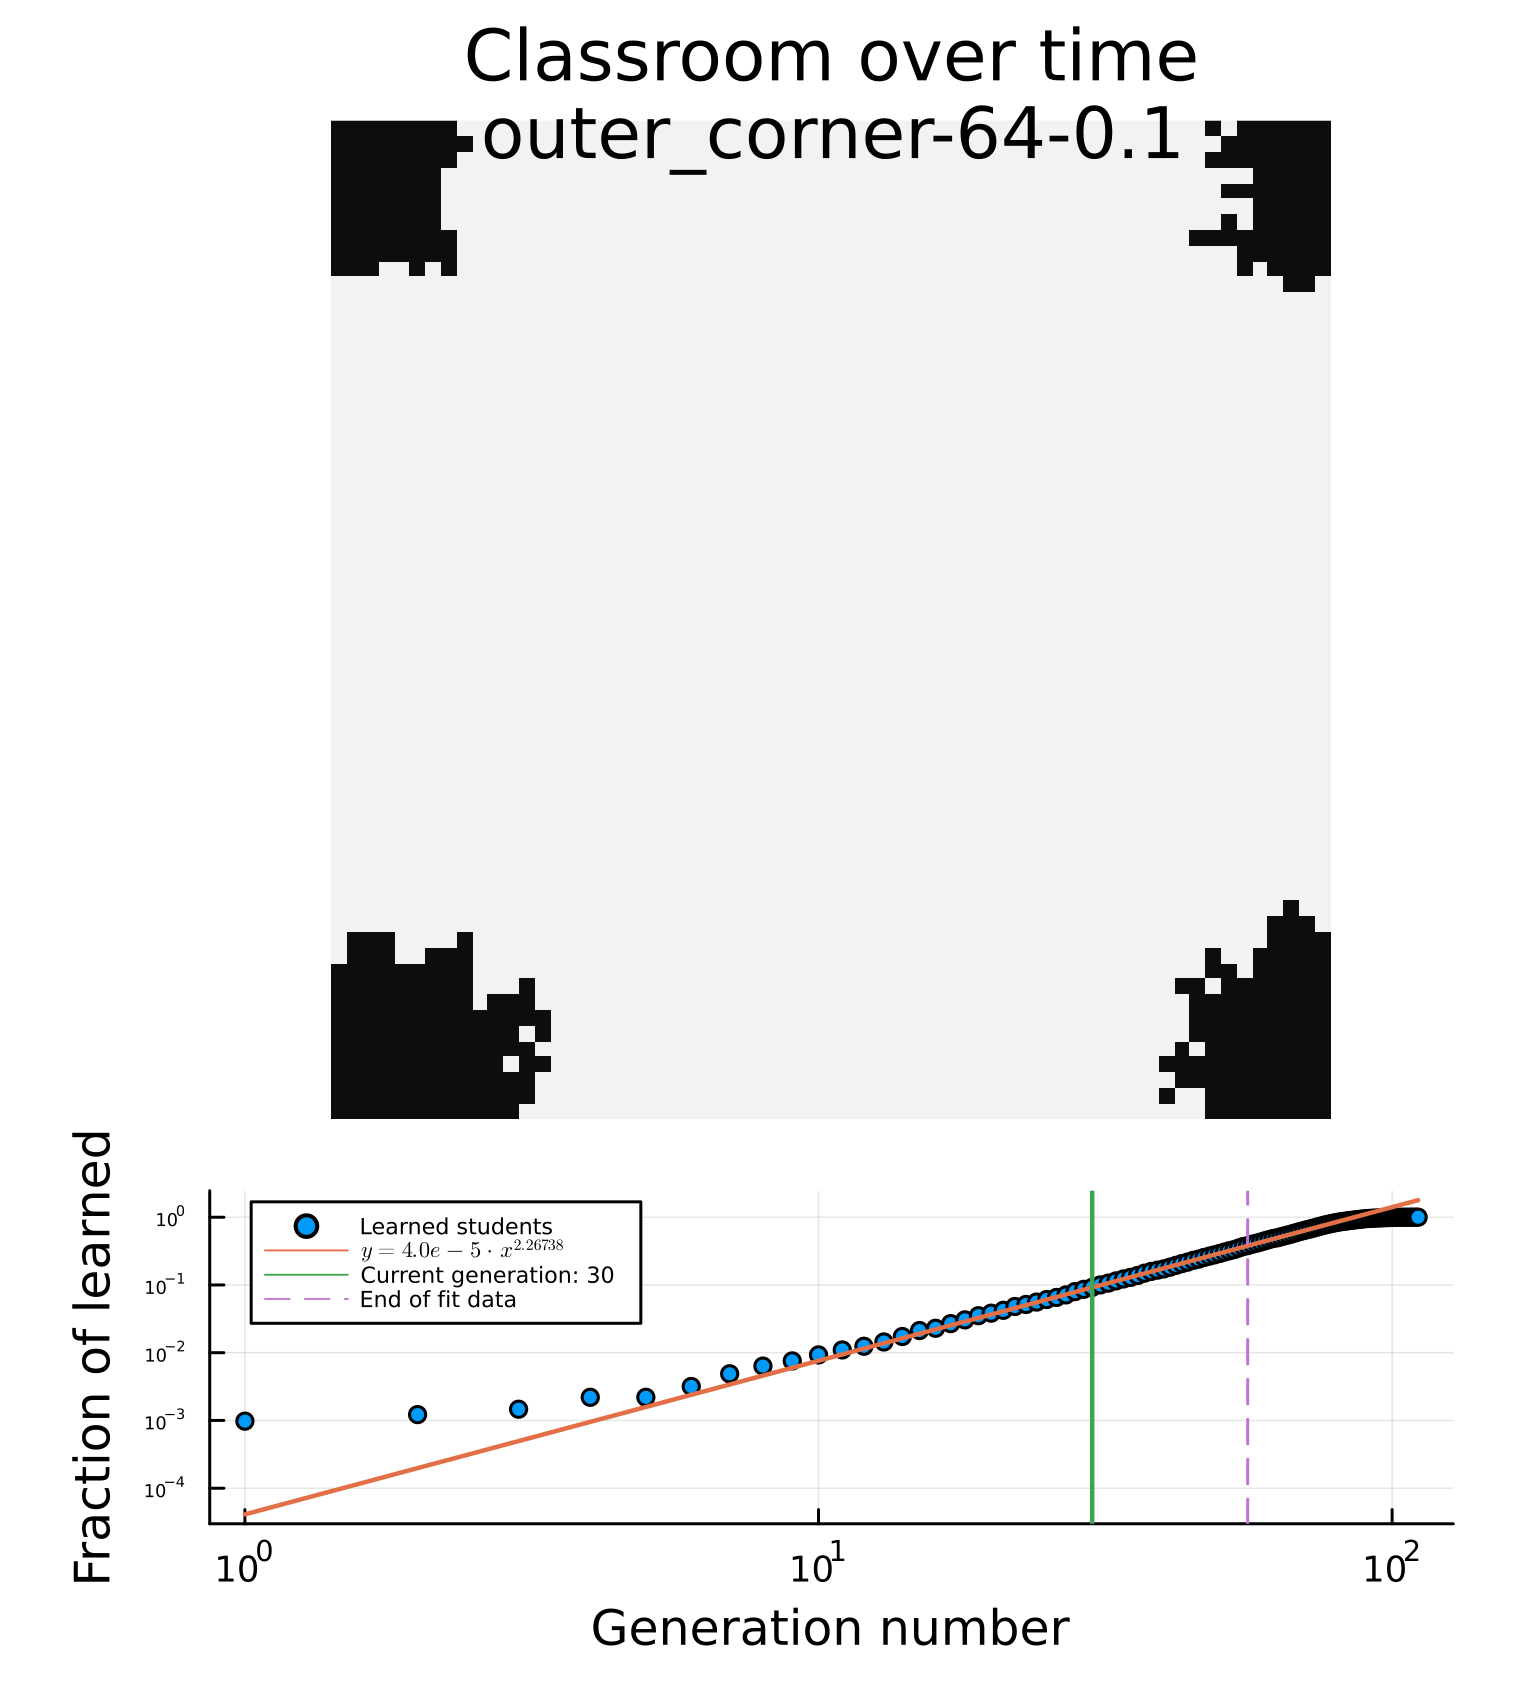 Classroom over time
outer_corner-64-0.1
Fraction of learned
10^0
10^−1
10^−2
10^−3
10^−4
Learned students
y = 4.0e − 5 · x^2.26738
Current generation: 30
End of fit data
10^0 10^1 10^2
Generation number